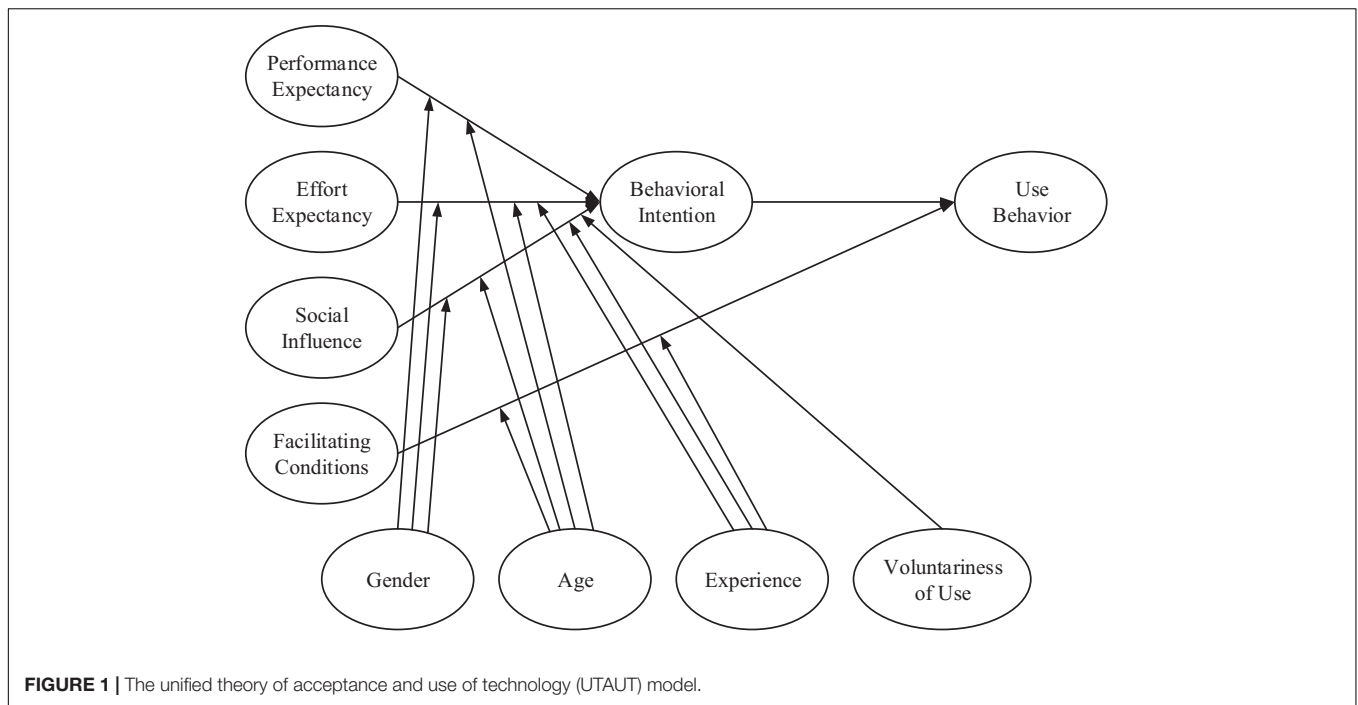 Performance
Expectancy
Effort
Expectancy
Behavioral
Intention
Use
Behavior
Social
Influence
Facilitating
Conditions
Gender
Age
Experience
Voluntariness
of Use
FIGURE 1 | The unified theory of acceptance and use of technology (UTAUT) model.